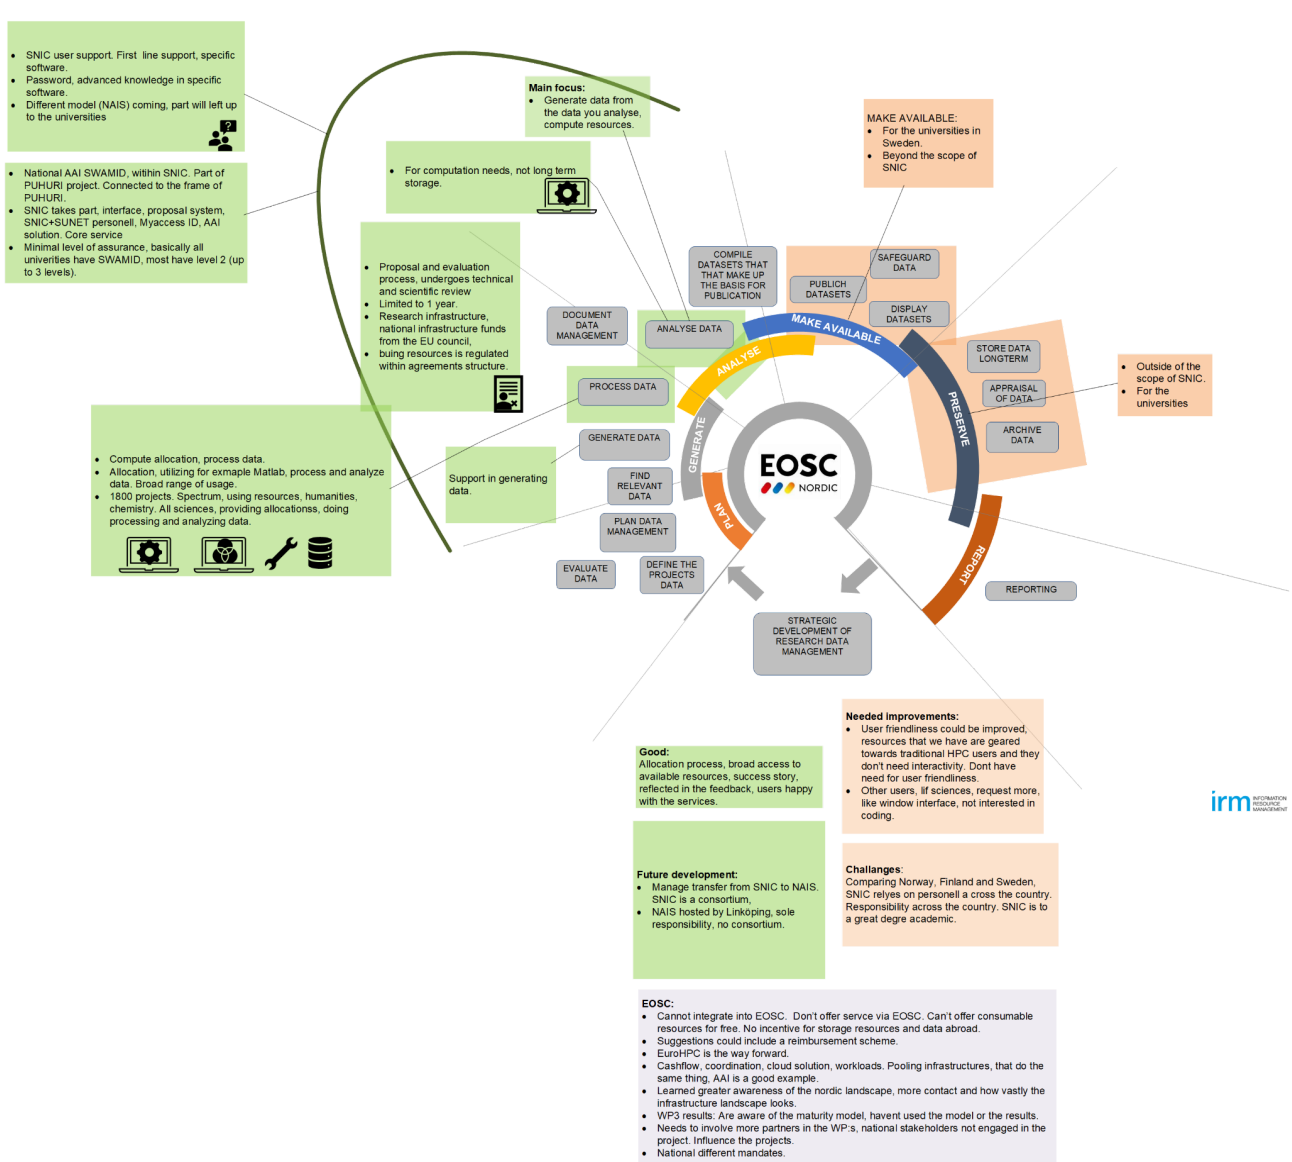 • SNIC user support. First  line support, specific
software.
• Password, advanced knowledge in specific
software.
• Different model (NAIS) coming, part will left up
to the universities
• National AAI SWAMID, witihin SNIC. Part of
PUHURI project. Connected to the frame of
PUHURI.
• SNIC takes part, interface, proposal system,
SNIC+SUNET personell, Myaccess ID, AAI
solution. Core service
• Minimal level of assurance, basically all
univerities have SWAMID, most have level 2 (up
to 3 levels).
Main focus:
• Generate data from
the data you analyse,
compute resources.
• For computation needs, not long term
storage.
• Proposal and evaluation
process, undergoes technical
and scientific review
• Limited to 1 year.
• Research infrastructure,
national infrastructure funds
from the EU council,
• buing resources is regulated
within agreements structure.
• Compute allocation, process data.
• Allocation, utilizing for exmaple Matlab, process and analyze
data. Broad range of usage.
• 1800 projects. Spectrum, using resources, humanities,
chemistry. All sciences, providing allocationss, doing
processing and analyzing data.
Support in generating
data.
MAKE AVAILABLE:
• For the universities in
Sweden.
• Beyond the scope of
SNIC
• Outside of the
scope of SNIC.
• For the
universities
COMPILE
DATASETS THAT
THAT MAKE UP
THE BASIS FOR
PUBLICATION
SAFEGUARD
DATA
PUBLICH
DATASETS
DISPLAY
DATASETS
DOCUMENT
DATA
MANAGEMENT
ANALYSE DATA
STORE DATA
LONGTERM
APPRAISAL
OF DATA
ARCHIVE
DATA
PROCESS DATA
GENERATE DATA
FIND
RELEVANT
DATA
PLAN DATA
MANAGEMENT
EVALUATE
DATA
DEFINE THE
PROJECTS
DATA
PLAN
GENERATE
ANALYSE
MAKE AVAILABLE
PRESERVE
REPORT
EOSC
NORDIC
REPORTING
STRATEGIC
DEVELOPMENT OF
RESEARCH DATA
MANAGEMENT
Good:
Allocation process, broad access to
available resources, success story,
reflected in the feedback, users happy
with the services.
Needed improvements:
• User friendliness could be improved,
resources that we have are geared
towards traditional HPC users and they
don't need interactivity. Dont have
need for user friendliness.
• Other users, lif sciences, request more,
like window interface, not interested in
coding.
irm INFORMATION
RESOURCE
MANAGEMENT
Future development:
• Manage transfer from SNIC to NAIS.
SNIC is a consortium,
• NAIS hosted by Linköping, sole
responsibility, no consortium.
Challanges:
Comparing Norway, Finland and Sweden,
SNIC relies on personell a cross the country.
Responsibility across the country. SNIC is to
a great degre academic.
EOSC:
• Cannot integrate into EOSC.  Don't offer servce via EOSC. Can't offer consumable
resources for free. No incentive for storage resources and data abroad.
• Suggestions could include a reimbursement scheme.
• EuroHPC is the way forward.
• Cashflow, coordination, cloud solution, workloads. Pooling infrastructures, that do the
same thing, AAI is a good example.
• Learned greater awareness of the nordic landscape, more contact and how vastly the
infrastructure landscape looks.
• WP3 results: Are aware of the maturity model, havent used the model or the results.
• Needs to involve more partners in the WP:s, national stakeholders not engaged in the
project. Influence the projects.
• National different mandates.